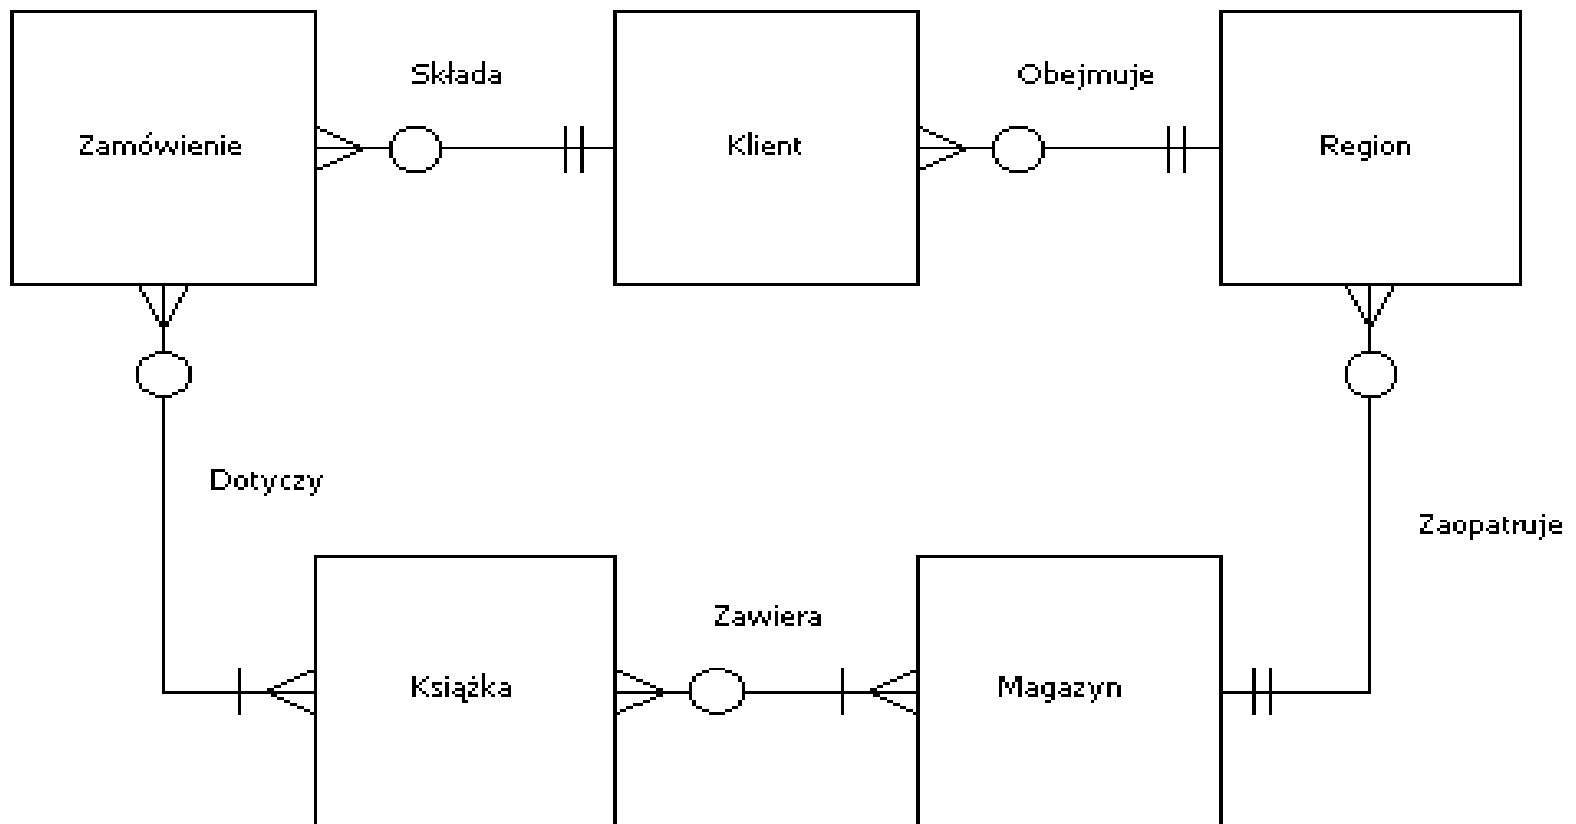 Składa
Obejmuje
Zamówienie
Klient
Region
Dotyczy
Zaopatruje
Zawiera
Książka
Magazyn